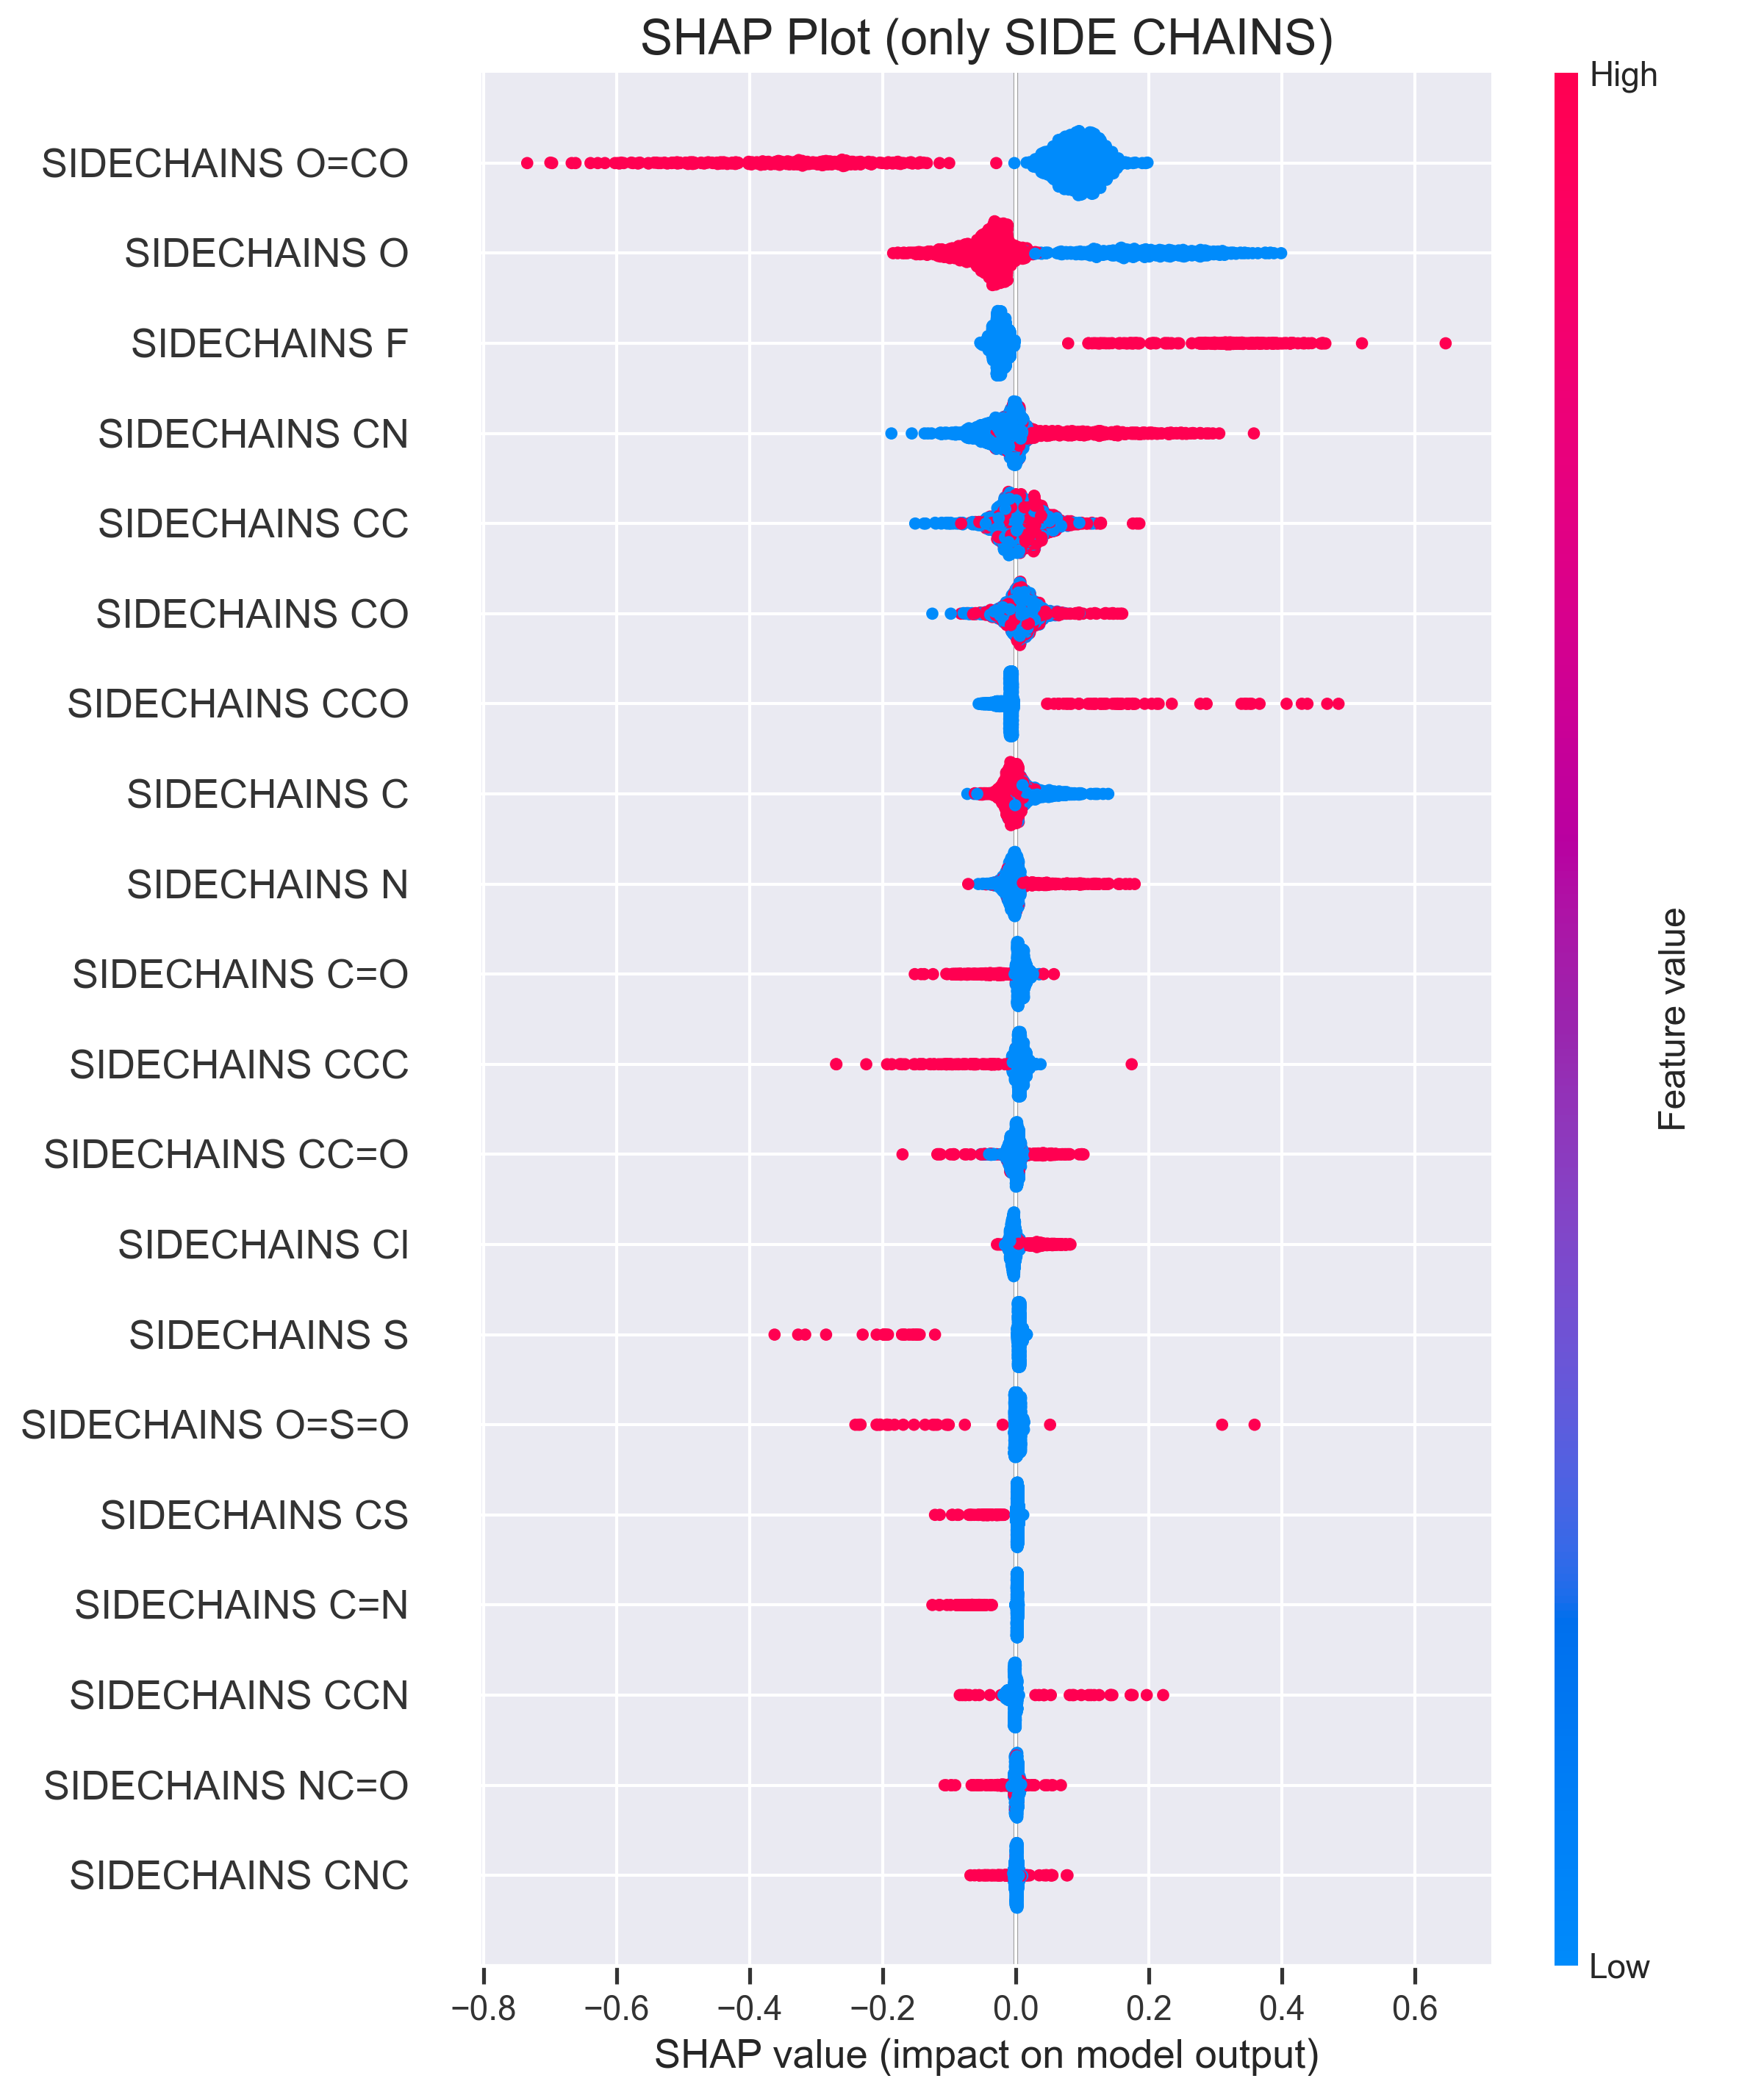 SHAP Plot (only SIDE CHAINS)
High
SIDECHAINS O=CO
SIDECHAINS O
SIDECHAINS F
SIDECHAINS CN
SIDECHAINS CC
SIDECHAINS CO
SIDECHAINS CCO
SIDECHAINS C
SIDECHAINS N
SIDECHAINS C=O
SIDECHAINS CCC
SIDECHAINS CC=O
SIDECHAINS Cl
SIDECHAINS S
SIDECHAINS O=S=O
SIDECHAINS CS
SIDECHAINS C=N
SIDECHAINS CCN
SIDECHAINS NC=O
SIDECHAINS CNC
Feature value
Low
−0.8 −0.6 −0.4 −0.2 0.0 0.2 0.4 0.6
SHAP value (impact on model output)